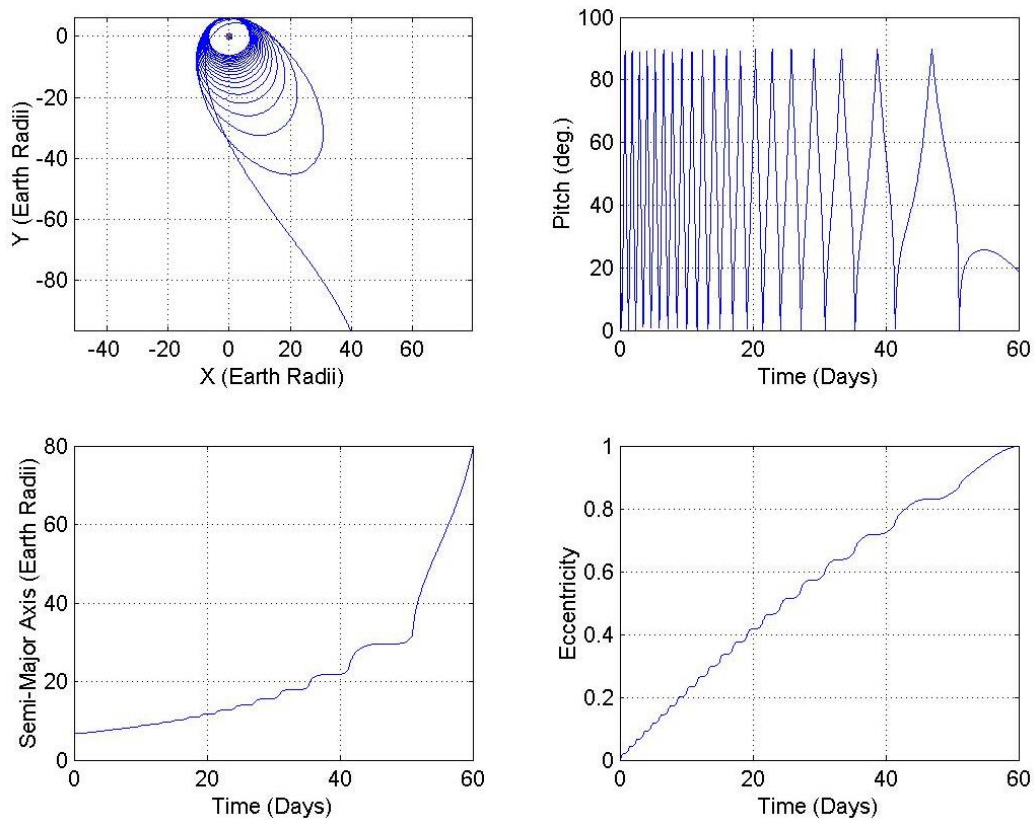 0
-20
-40
-60
-80
-40 -20 0 20 40 60
X (Earth Radii)
Y (Earth Radii)
100
80
60
40
20
0
0 20 40 60
Time (Days)
Pitch (deg.)
80
60
40
20
0
0 20 40 60
Time (Days)
Semi-Major Axis (Earth Radii)
1
0.8
0.6
0.4
0.2
0
0 20 40 60
Time (Days)
Eccentricity